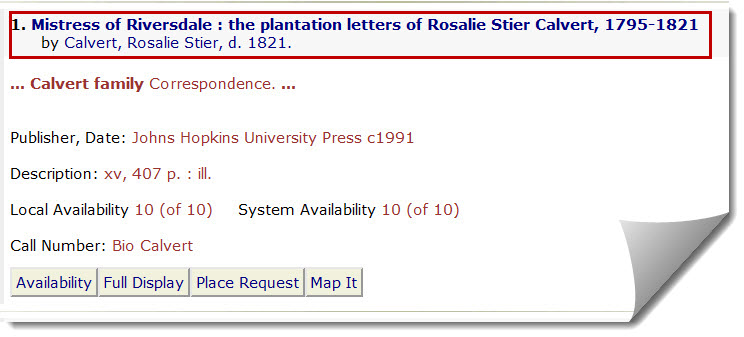 1. Mistress of Riversdale : the plantation letters of Rosalie Stier Calvert, 1795-1821
by Calvert, Rosalie Stier, d. 1821.
... Calvert family Correspondence. ...
Publisher, Date: Johns Hopkins University Press c1991
Description: xv, 407 p. : ill.
Local Availability 10 (of 10) System Availability 10 (of 10)
Call Number: Bio Calvert
Availability Full Display Place Request Map It